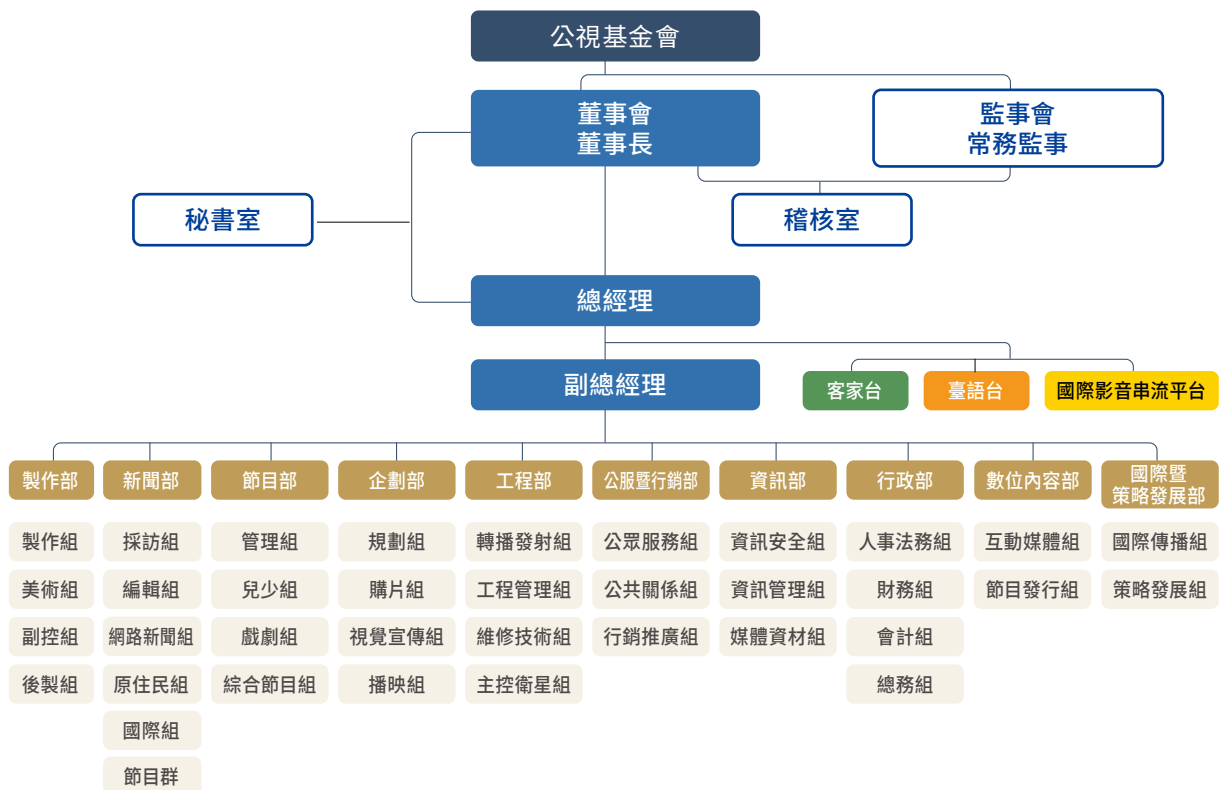 公視基金會
董事會
董事長
監事會
常務監事
秘書室
稽核室
總經理
副總經理
客家台
臺語台
國際影音串流平台
製作部
新聞部
節目部
企劃部
工程部
公服暨行銷部
資訊部
行政部
數位內容部
國際暨
策略發展部
製作組
採訪組
管理組
規劃組
轉播發射組
公眾服務組
資訊安全組
人事法務組
互動媒體組
國際傳播組
美術組
編輯組
兒少組
購片組
工程管理組
公共關係組
資訊管理組
財務組
節目發行組
策略發展組
副控組
網路新聞組
戲劇組
視覺宣傳組
維修技術組
行銷推廣組
媒體資材組
會計組
後製組
原住民組
綜合節目組
播映組
主控衛星組
總務組
國際組
節目群